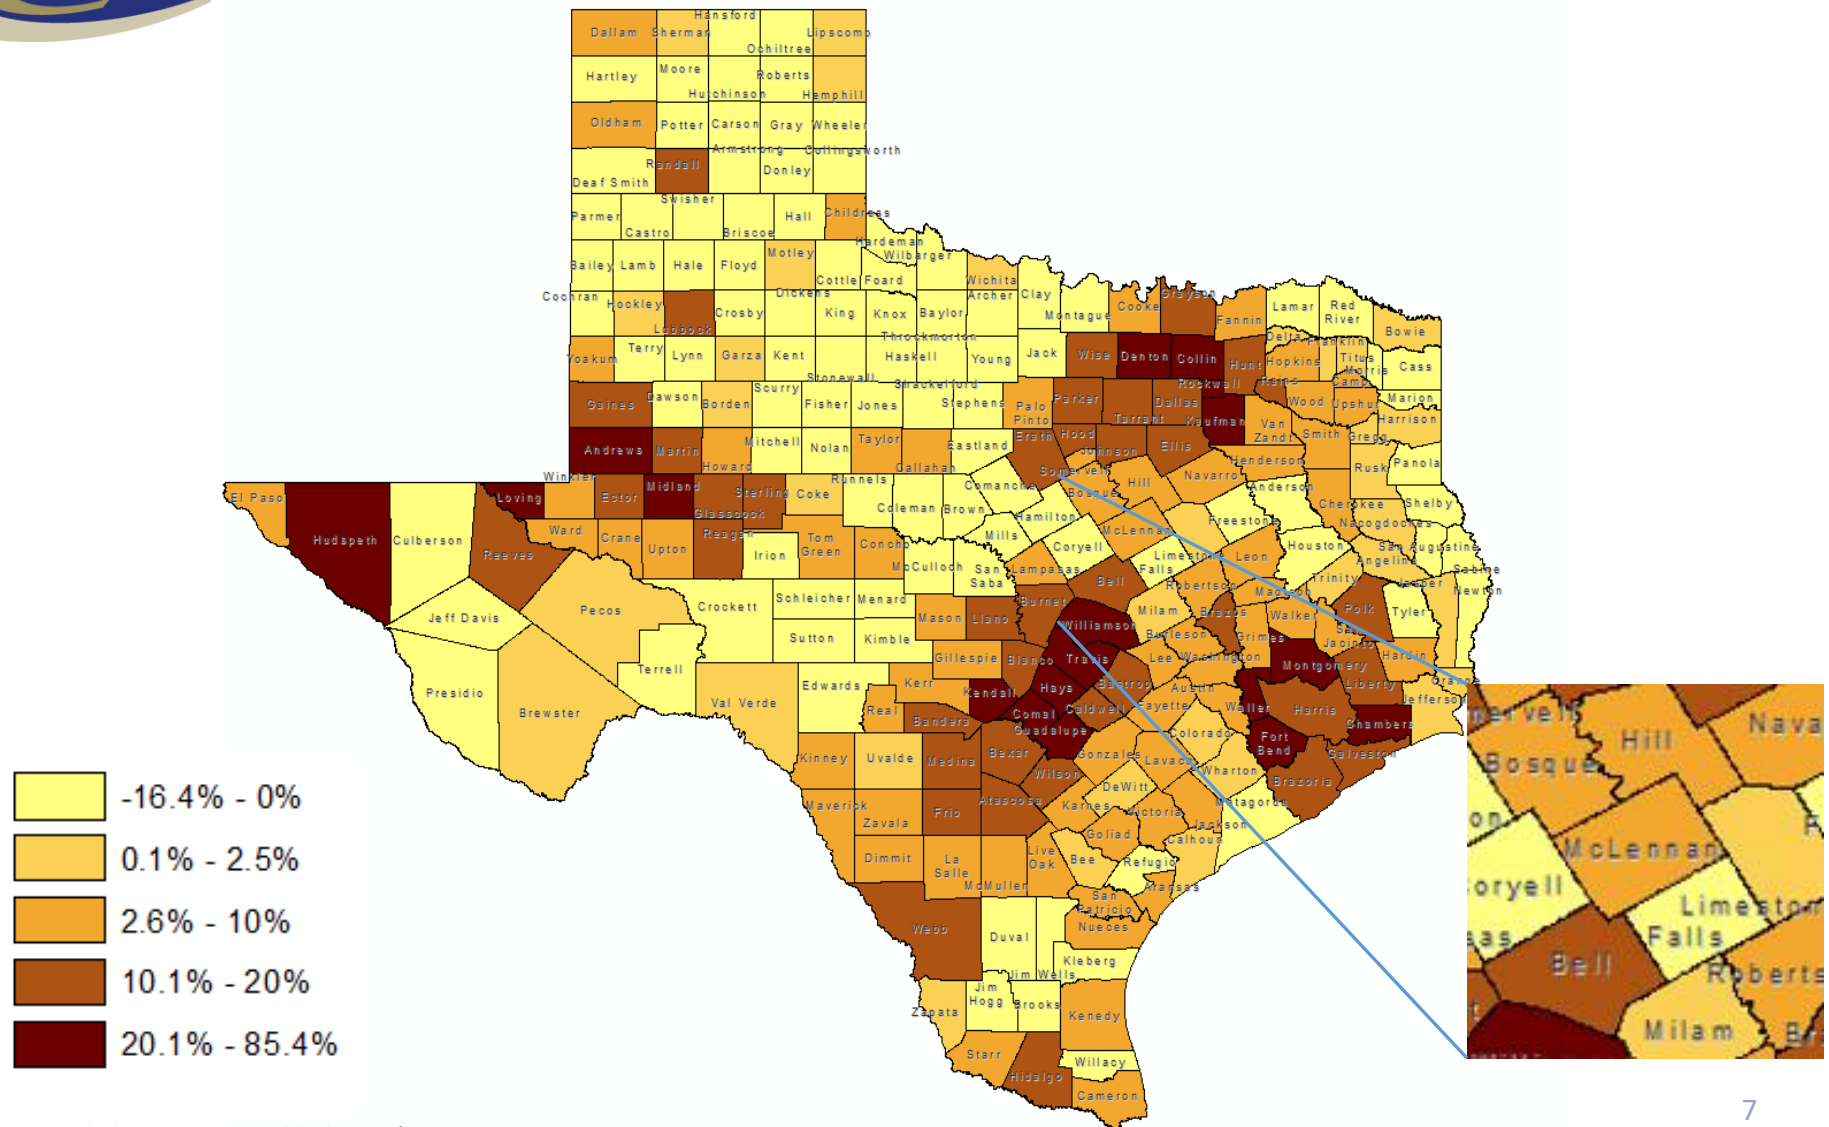 Hansford
Dallam
Sherman
Lipscomb
Ochiltree
Hartley
Moore
Roberts
Hutchinson
Hemphill
Oldham
Potter
Carson
Gray
Wheeler
Armstrong
Collingsworth
Randall
Donley
Deaf Smith
Swisher
Parmer
Hall
Childress
Castro
Briscoe
Hardeman
Motley
Wilbarger
Bailey
Lamb
Hale
Floyd
Cottle
Foard
Wichita
Cochran
Hockley
Dickens
Archer
Clay
Lubbock
Crosby
King
Knox
Baylor
Montague
Cooke
Grayson
Fannin
Lamar
Red
River
Bowie
Throckmorton
Delta
Franklin
Yoakum
Terry
Lynn
Garza
Kent
Haskell
Young
Jack
Wise
Denton
Collin
Hunt
Hopkins
Titus
Morris
Cass
Stonewall
Shackelford
Rockwall
Rains
Camp
Gaines
Dawson
Borden
Scurry
Fisher
Jones
Stephens
Palo
Pinto
Parker
Tarrant
Dallas
Kaufman
Van
Zandt
Wood
Upshur
Marion
Harrison
Andrews
Martin
Howard
Mitchell
Nolan
Taylor
Callahan
Eastland
Erath
Hood
Johnson
Ellis
Smith
Gregg
Henderson
Rusk
Panola
Winkler
El Paso
Loving
Ector
Midland
Sterling
Glasscock
Coke
Runnels
Coleman
Brown
Comanche
Somervell
Bosque
Hill
Navarro
Anderson
Cherokee
Shelby
Nacogdoches
Hudspeth
Culberson
Reeves
Ward
Crane
Upton
Reagan
Irion
Tom
Green
Concho
McCulloch
San
Saba
Mills
Hamilton
Coryell
Lampasas
McLennan
Limestone
Falls
Freestone
Leon
Houston
San Augustine
Angelina
Sabine
Trinity
Jasper
Newton
Jeff Davis
Pecos
Crockett
Schleicher
Menard
Mason
Llano
Burnet
Bell
Milam
Robertson
Madison
Brazos
Walker
Polk
Tyler
Sutton
Kimble
Williamson
Burleson
Grimes
San
Jacinto
Hardin
Presidio
Brewster
Terrell
Val Verde
Edwards
Gillespie
Blanco
Travis
Lee
Washington
Montgomery
Liberty
Orange
Jefferson
Real
Kerr
Kendall
Hays
Bastrop
Austin
Waller
Harris
Chambers
Bandera
Comal
Guadalupe
Caldwell
Fayette
Colorado
Fort
Bend
Galveston
Kinney
Uvalde
Medina
Bexar
Wilson
Gonzales
Lavaca
Wharton
Brazoria
Maverick
Zavala
Frio
Atascosa
Karnes
DeWitt
Victoria
Jackson
Matagorda
Goliad
Calhoun
Dimmit
La
Salle
McMullen
Live
Oak
Bee
Refugio
Aransas
San
Patricio
Nueces
Webb
Duval
Jim Wells
Kleberg
Zapata
Jim
Hogg
Brooks
Kenedy
Starr
Hidalgo
Willacy
Cameron
-16.4% - 0%
0.1% - 2.5%
2.6% - 10%
10.1% - 20%
20.1% - 85.4%
mervell
Hill
Nava
Bosque
on
McLennan
F
oryell
Limeston
Falls
sas
Bell
Roberts
t
Milam
Br
7